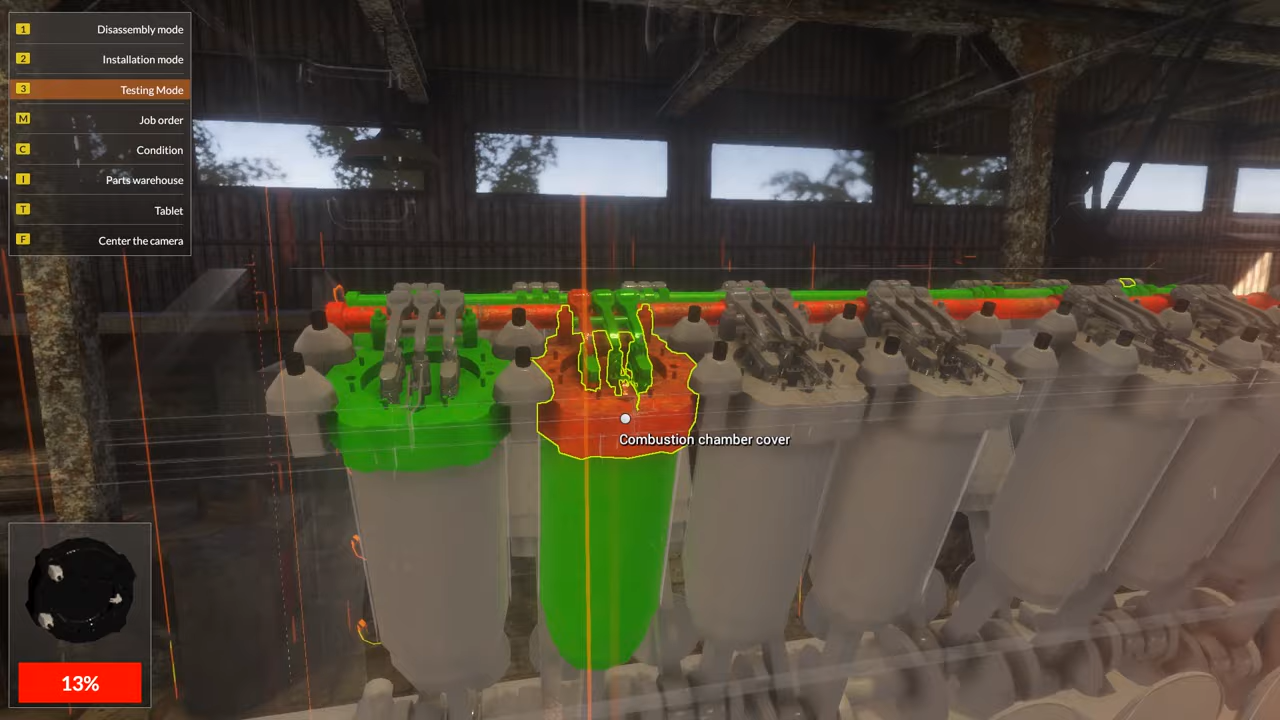 1 Disassembly mode
2 Installation mode
3 Testing Mode
M Job order
C Condition
I Parts warehouse
T Tablet
F Center the camera
Combustion chamber cover
13%